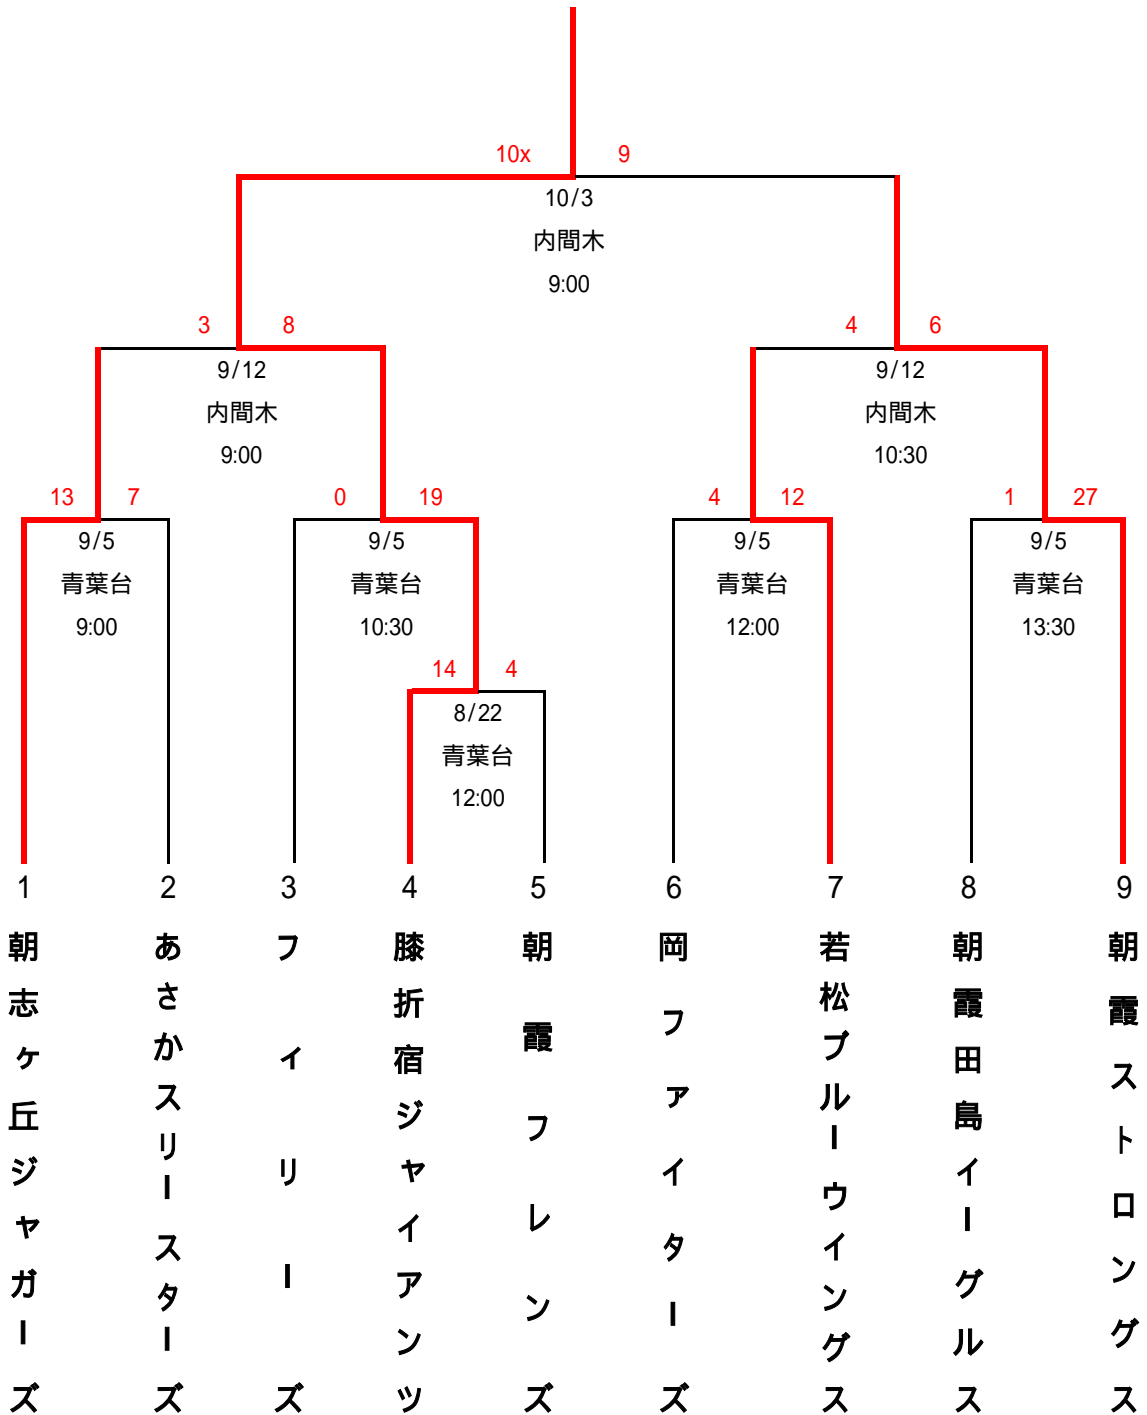 10x 9
10/3
内間木
9:00
3 8 4 6
9/12 9/12
内間木 内間木
9:00 10:30
13 7 0 19 4 12 1 27
9/5 9/5 9/5 9/5
青葉台 青葉台 青葉台 青葉台
9:00 10:30 12:00 13:30
14 4
8/22
青葉台
12:00
1 2 3 4 5 6 7 8 9
朝志ヶ丘ジャガーズ
あさかスリースターズ
フィリーズ
膝折宿ジャイアンツ
朝霞フレンズ
岡ファイターズ
若松ブルーウイングス
朝霞田島イーグルス
朝霞ストロングス